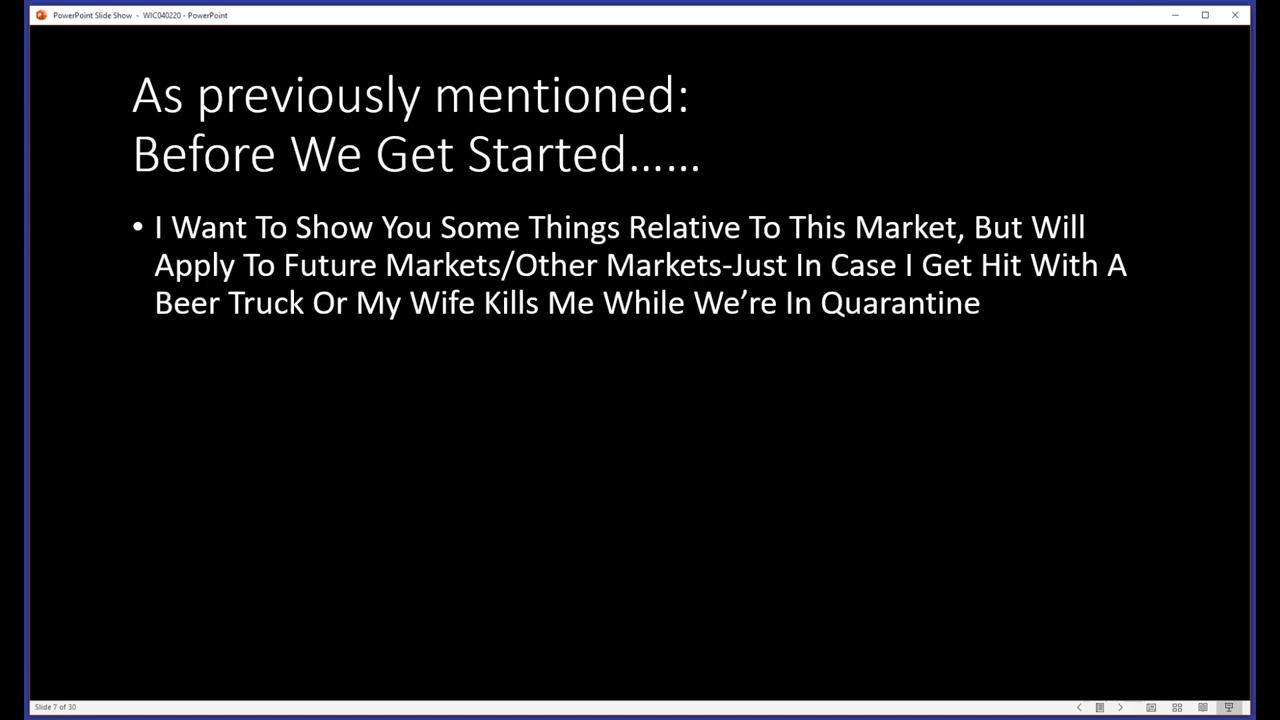 PowerPoint Slide Show - WIC040220 - PowerPoint
As previously mentioned:
Before We Get Started……
• I Want To Show You Some Things Relative To This Market, But Will
Apply To Future Markets/Other Markets-Just In Case I Get Hit With A
Beer Truck Or My Wife Kills Me While We’re In Quarantine
Slide 7 of 30